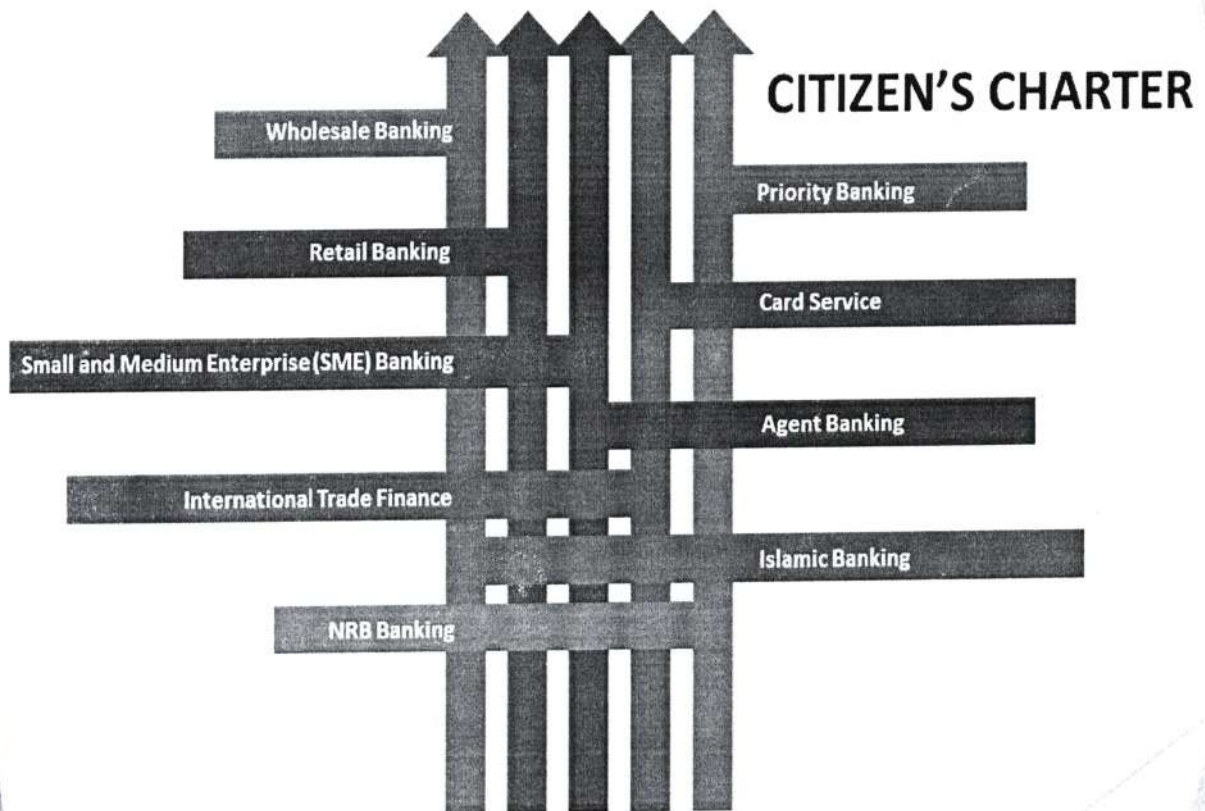 CITIZEN'S CHARTER
Wholesale Banking
Priority Banking
Retail Banking
Card Service
Small and Medium Enterprise(SME) Banking
Agent Banking
International Trade Finance
Islamic Banking
NRB Banking